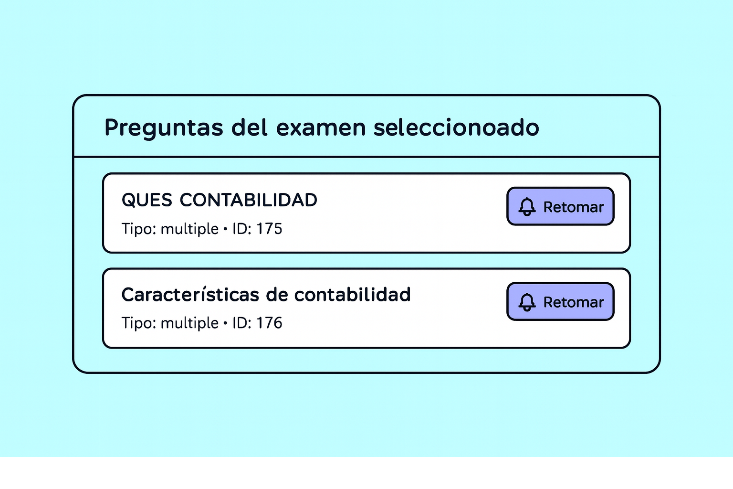 Preguntas del examen seleccionoado
QUES CONTABILIDAD
Tipo: multiple • ID: 175
Retomar
Características de contabilidad
Tipo: multiple • ID: 176
Retomar